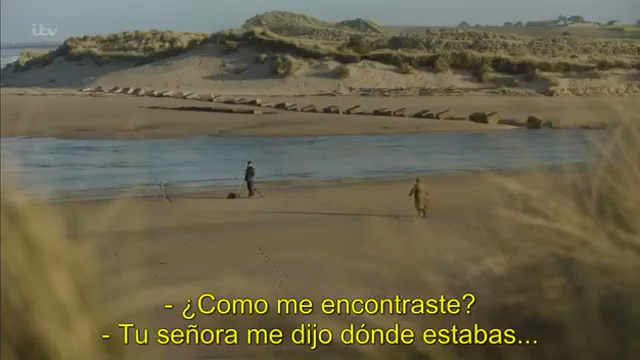 itv
- ¿Como me encontraste?
- Tu señora me dijo dónde estabas...